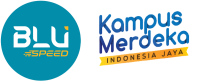 BLU
SPEED
Kampus
Merdeka
INDONESIA JAYA